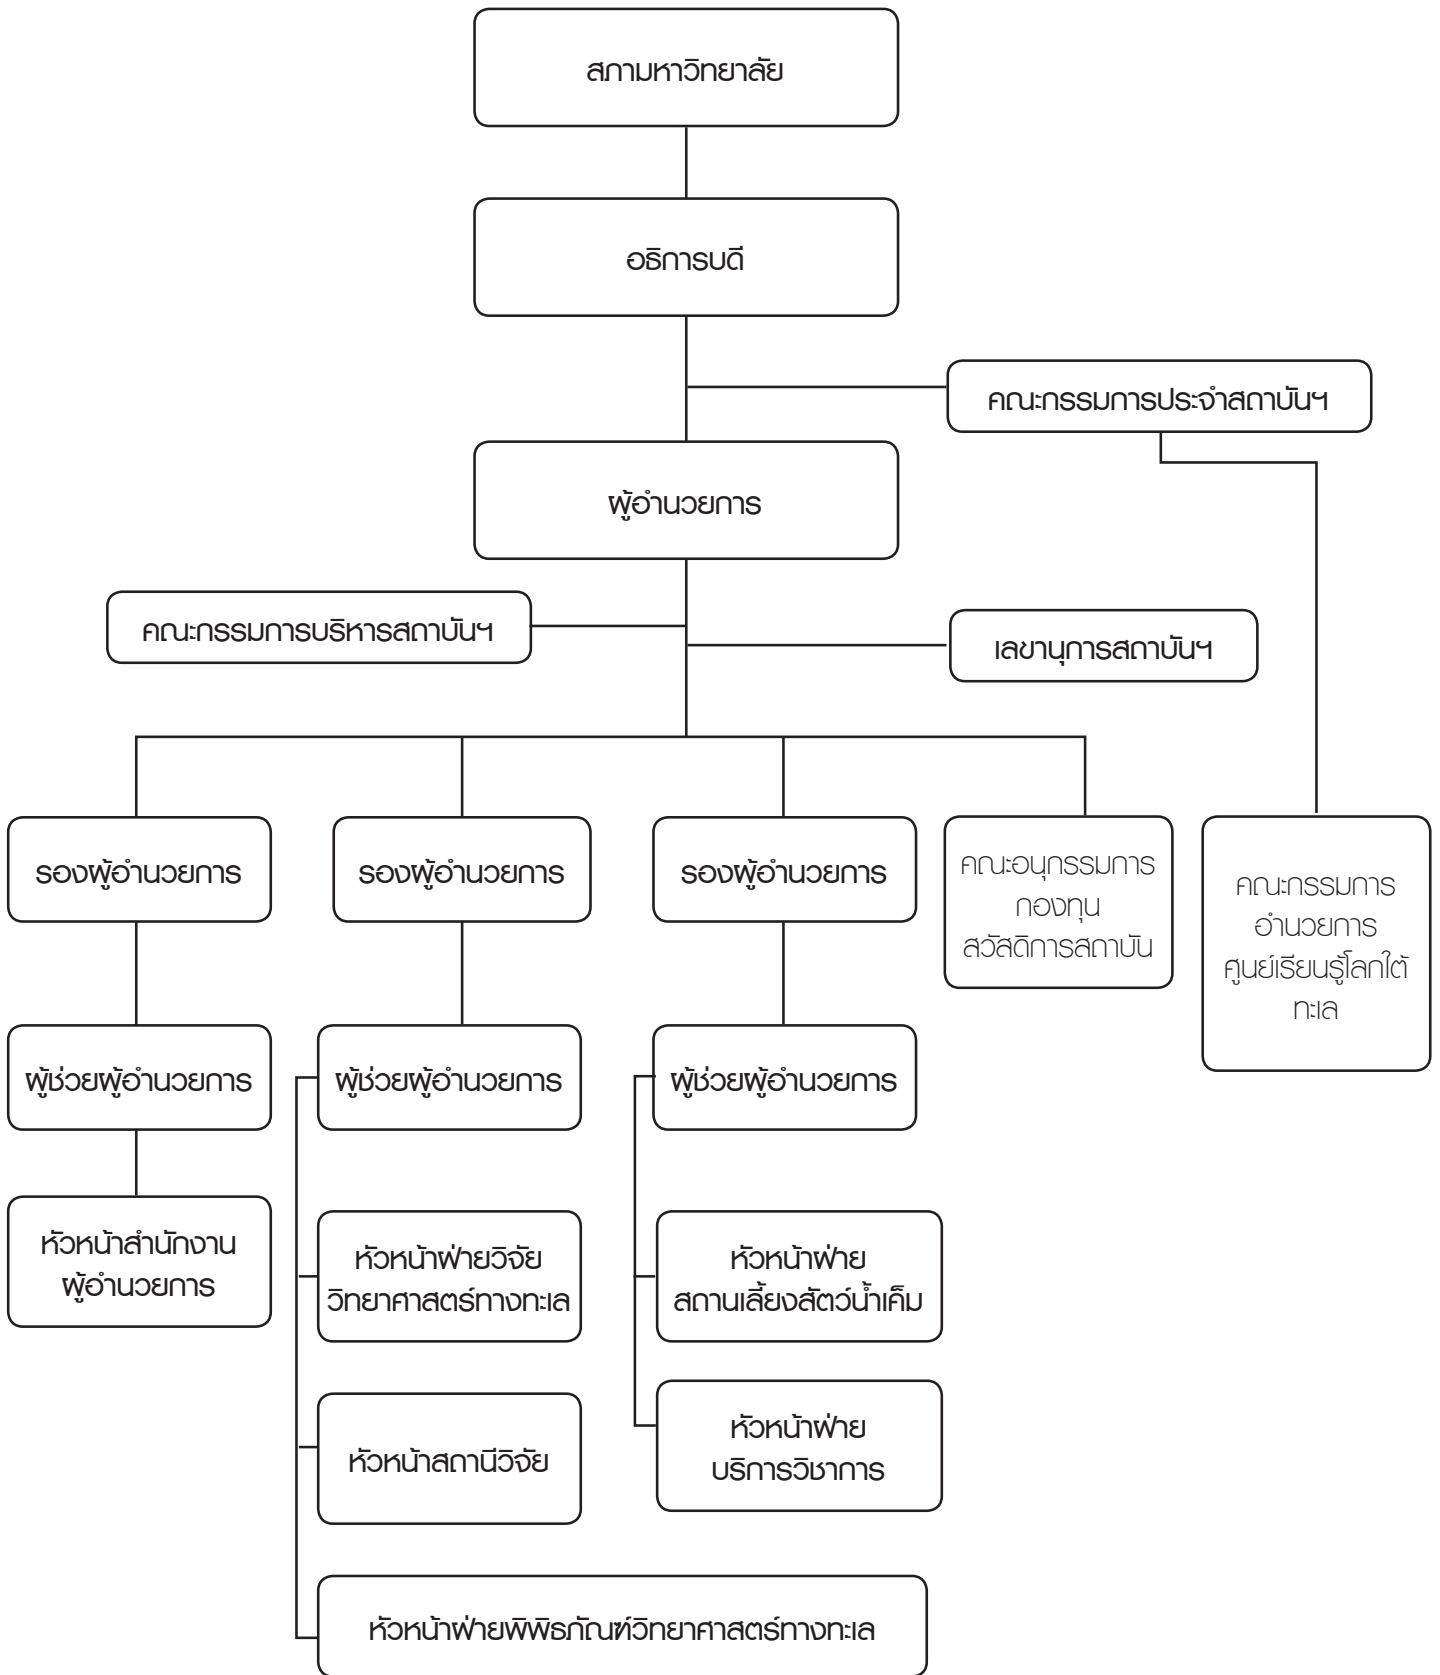 สภามหาวิทยาลัย
อธิการบดี
คณะกรรมการประจำสถาบันฯ
ผู้อำนวยการ
คณะกรรมการบริหารสถาบันฯ
เลขานุการสถาบันฯ
รองผู้อำนวยการ
รองผู้อำนวยการ
รองผู้อำนวยการ
คณะอนุกรรมการ
กองทุน
สวัสดิการสถาบัน
คณะกรรมการ
อำนวยการ
ศูนย์เรียนรู้โลกใต้
ทะเล
ผู้ช่วยผู้อำนวยการ
ผู้ช่วยผู้อำนวยการ
ผู้ช่วยผู้อำนวยการ
หัวหน้าสำนักงาน
ผู้อำนวยการ
หัวหน้าฝ่ายวิจัย
วิทยาศาสตร์ทางทะเล
หัวหน้าฝ่าย
สถานเลี้ยงสัตว์น้ำเค็ม
หัวหน้าสถานีวิจัย
หัวหน้าฝ่าย
บริการวิชาการ
หัวหน้าฝ่ายพิพิธภัณฑ์วิทยาศาสตร์ทางทะเล